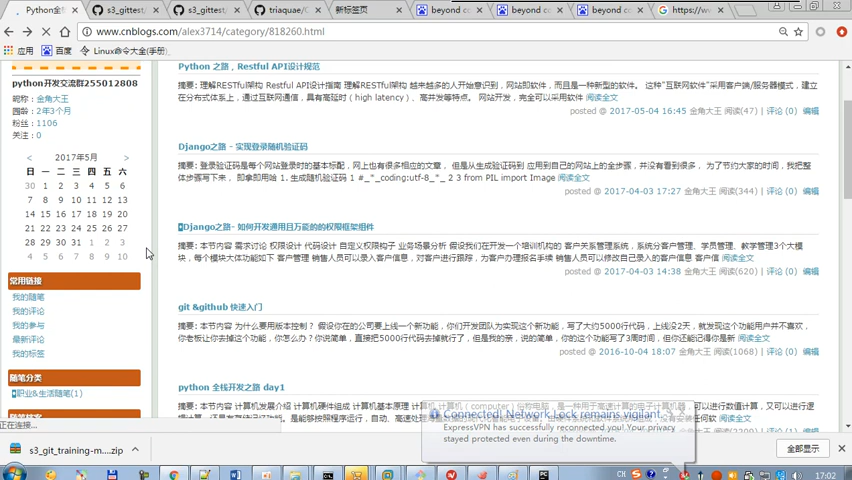 Python全
s3_gittest/
s3_gittest/
triaquae/
新标签页
beyond co
beyond co
beyond co
https://w
www.cnblogs.com/alex3714/category/818260.html
应用 百度 Linux命令大全(手册)
python开发交流群255012808
昵称：金角大王
园龄：2年3个月
粉丝：1106
关注：0
< 2017年5月 >
日 一 二 三 四 五 六
30 1 2 3 4 5 6
7 8 9 10 11 12 13
14 15 16 17 18 19 20
21 22 23 24 25 26 27
28 29 30 31 1 2 3
4 5 6 7 8 9 10
常用链接
我的随笔
我的评论
我的参与
最新评论
我的标签
随笔分类
职业&生活随笔(1)
正在连接...
Python 之路，Restful API设计规范
摘要: 理解RESTful架构 Restful API设计指南 理解RESTful架构 越来越多的人开始意识到，网站即软件，而且是一种新型的软件。 这种"互联网软件"采用客户端/服务器模式，建
立在分布式体系上，通过互联网通信，具有高延时（high latency）、高并发等特点。 网站开发，完全可以采用软件 阅读全文
posted @ 2017-05-04 16:45 金角大王 阅读(47) | 评论 (0) 编辑
Django之路 - 实现登录随机验证码
摘要: 登录验证码是每个网站登录时的基本标配，网上也有很多相应的文章， 但是从生成验证码到 应用到自己的网站上的全步骤，并没有看到很多， 为了节约大家的时间，我把整
体步骤写下来， 即拿即用哈 1. 生成随机验证码 1 #_*_coding:utf-8_*_ 2 3 from PIL import Image 阅读全文
posted @ 2017-04-03 17:27 金角大王 阅读(344) | 评论 (0) 编辑
Django之路- 如何开发通用且万能的的权限框架组件
摘要: 本节内容 需求讨论 权限设计 代码设计 自定义权限钩子 业务场景分析 假设我们在开发一个培训机构的 客户关系管理系统，系统分客户管理、学员管理、教学管理3个大模
块，每个模块大体功能如下 客户管理 销售人员可以录入客户信息，对客户进行跟踪，为客户办理报名手续 销售人员可以修改自己录入的客户信息 客户信 阅读全文
posted @ 2017-04-03 14:38 金角大王 阅读(620) | 评论 (0) 编辑
git &github 快速入门
摘要: 本节内容 为什么要用版本控制？ 假设你在的公司要上线一个新功能，你们开发团队为实现这个新功能，写了大约5000行代码，上线没2天，就发现这个功能用户并不喜欢，
你老板让你去掉这个功能，你怎么办？你说简单，直接把5000行代码去掉就行了，但是我的亲，说的简单，你的这个功能写了3周时间，但你还能记得你是新 阅读全文
posted @ 2016-10-04 18:07 金角大王 阅读(1068) | 评论 (0) 编辑
python 全栈开发之路 day1
Connected! Network Lock remains vigilant.
ExpressVPN has successfully reconnected you! Your privacy
stayed protected even during the downtime.
s3_git_training-m....zip
全部显示
CH
17:02